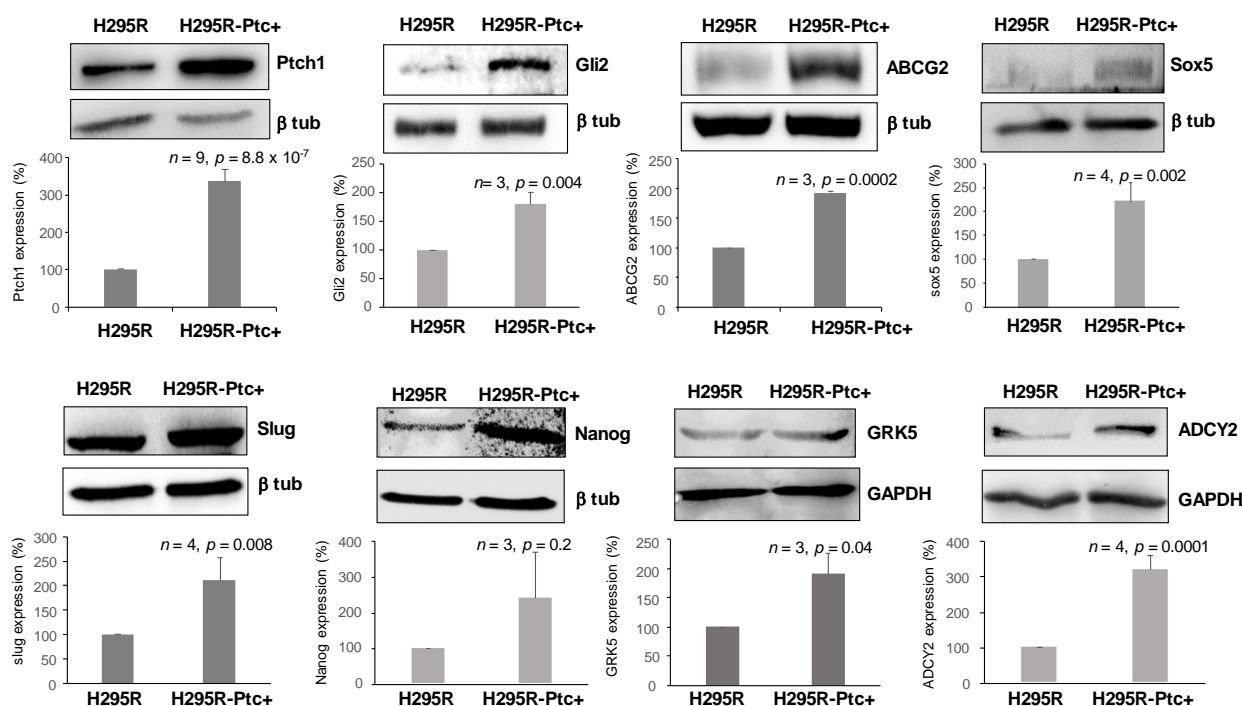 H295R H295R-Ptc+
Ptch1
β tub
n = 9, p = 8.8 x 10-7
Ptch1 expression (%)
400
300
200
100
0
H295R H295R-Ptc+
H295R H295R-Ptc+
Gli2
β tub
n= 3, p = 0.004
Gli2 expression (%)
250
200
150
100
50
0
H295R H295R-Ptc+
H295R H295R-Ptc+
ABCG2
β tub
n = 3, p = 0.0002
ABCG2 expression (%)
250
200
150
100
50
0
H295R H295R-Ptc+
H295R H295R-Ptc+
Sox5
β tub
n = 4, p = 0.002
sox5 expression (%)
300
250
200
150
100
50
0
H295R H295R-Ptc+
H295R H295R-Ptc+
Slug
β tub
n = 4, p = 0.008
slug expression (%)
300
250
200
150
100
50
0
H295R H295R-Ptc+
H295R H295R-Ptc+
Nanog
β tub
n = 3, p = 0.2
Nanog expression (%)
400
300
200
100
0
H295R H295R-Ptc+
H295R H295R-Ptc+
GRK5
GAPDH
n = 3, p = 0.04
GRK5 expression (%)
250
200
150
100
50
0
H295R H295R-Ptc+
H295R H295R-Ptc+
ADCY2
GAPDH
n = 4, p = 0.0001
ADCY2 expression (%)
400
300
200
100
0
H295R H295R-Ptc+